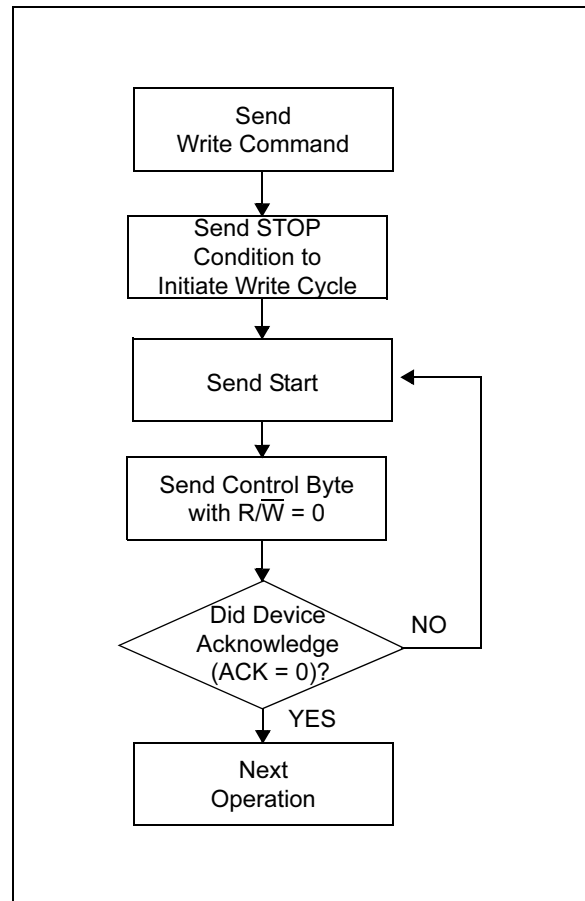 Send
Write Command
Send STOP
Condition to
Initiate Write Cycle
Send Start
Send Control Byte
with R/W̅ = 0
Did Device
Acknowledge
(ACK = 0)?
NO
YES
Next
Operation